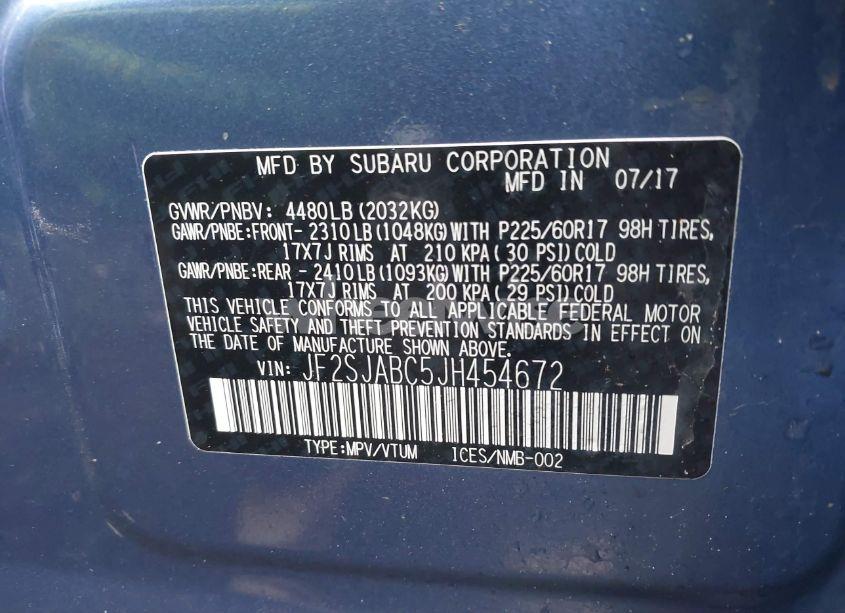 MFD BY SUBARU CORPORATION
MFD IN 07/17
GVWR/PNBV: 4480LB(2032KG)
GAWR/PNBE:FRONT- 2310LB(1048KG)WITH P225/60R17 98H TIRES,
17X7J RIMS AT 210 KPA( 30 PSI)COLD
GAWR/PNBE:REAR - 2410LB(1093KG)WITH P225/60R17 98H TIRES,
17X7J RIMS AT 200 KPA( 29 PSI)COLD
THIS VEHICLE CONFORMS TO ALL APPLICABLE FEDERAL MOTOR
VEHICLE SAFETY AND THEFT PREVENTION STANDARDS IN EFFECT ON
THE DATE OF MANUFACTURE SHOWN ABOVE.
VIN: JF2SJABC5JH454672
TYPE:MPV/VTUM ICES/NMB-002